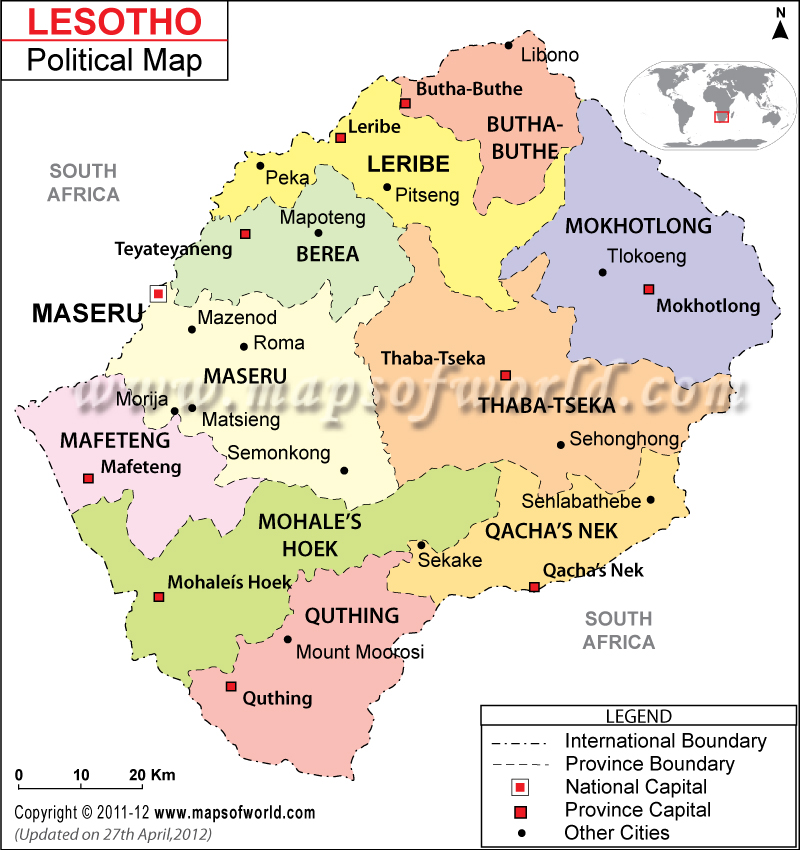 LESOTHO
Political Map
N
Libono
Butha-Buthe
BUTHA-
BUTHE
Leribe
LERIBE
Peka
Pitseng
SOUTH
AFRICA
MOKHOTLONG
Tlokoeng
Mokhotlong
Mapoteng
Teyateyaneng
BEREA
MASERU
Mazenod
Roma
MASERU
Thaba-Tseka
www.mapsofworld.com
THABA-TSEKA
Morija
Matsieng
MAFETENG
Mafeteng
Semonkong
Sehonghong
Sehlabathebe
MOHALE'S
HOEK
QACHA'S NEK
Sekake
Qacha's Nek
Mohaleís Hoek
QUTHING
SOUTH
AFRICA
Mount Moorosi
Quthing
LEGEND
International Boundary
Province Boundary
National Capital
Province Capital
Other Cities
0 10 20 Km
Copyright © 2011-12 www.mapsofworld.com
(Updated on 27th April,2012)